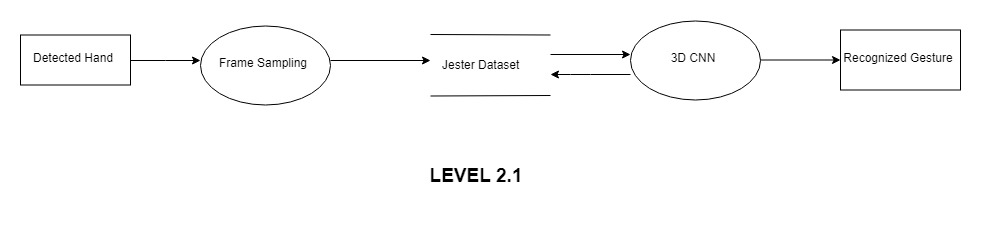 Detected Hand
Frame Sampling
Jester Dataset
3D CNN
Recognized Gesture
LEVEL 2.1